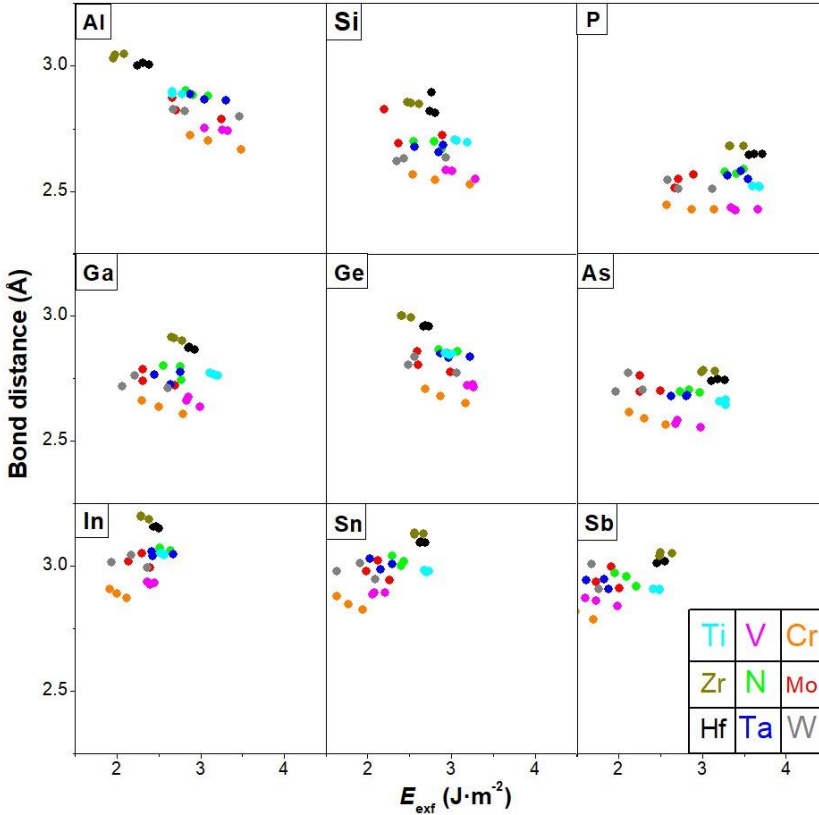 Al
Si
P
3.0
2.5
Ga
Ge
As
3.0
2.5
Bond distance (Å)
In
Sn
Sb
3.0
2.5
Ti V Cr
Zr N Mo
Hf Ta W
2 3 4 2 3 4 2 3 4
E_exf (J·m⁻²)